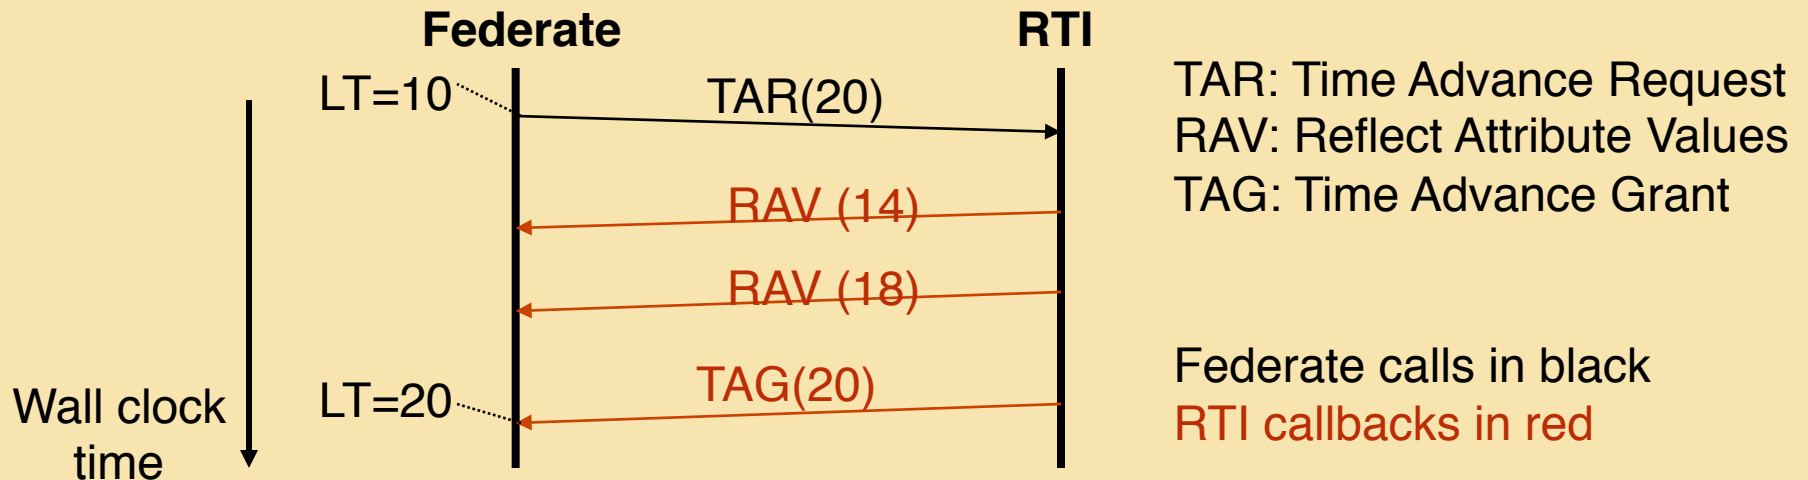 Federate
RTI
LT=10
TAR(20)
TAR: Time Advance Request
RAV: Reflect Attribute Values
TAG: Time Advance Grant
RAV (14)
RAV (18)
TAG(20)
LT=20
Wall clock
time
Federate calls in black
RTI callbacks in red